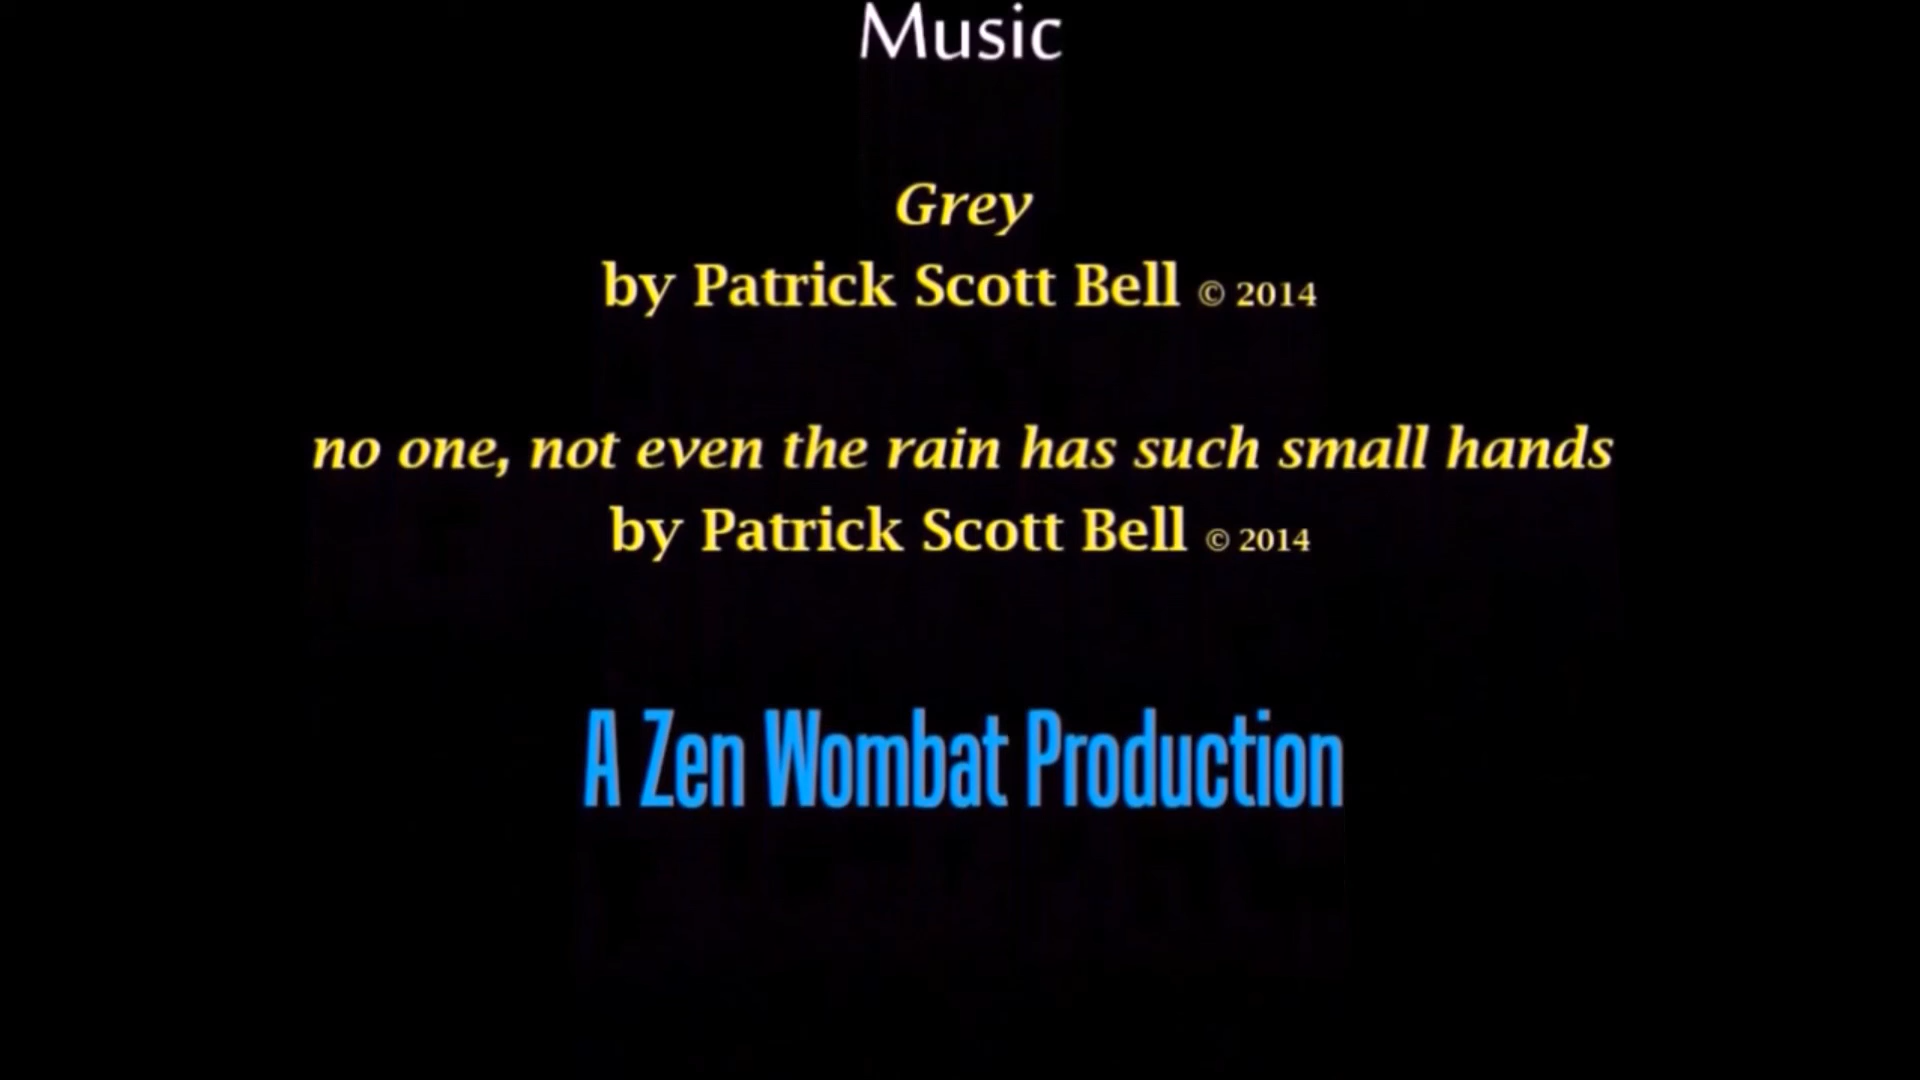 Music
Grey
by Patrick Scott Bell © 2014
no one, not even the rain has such small hands
by Patrick Scott Bell © 2014
A Zen Wombat Production